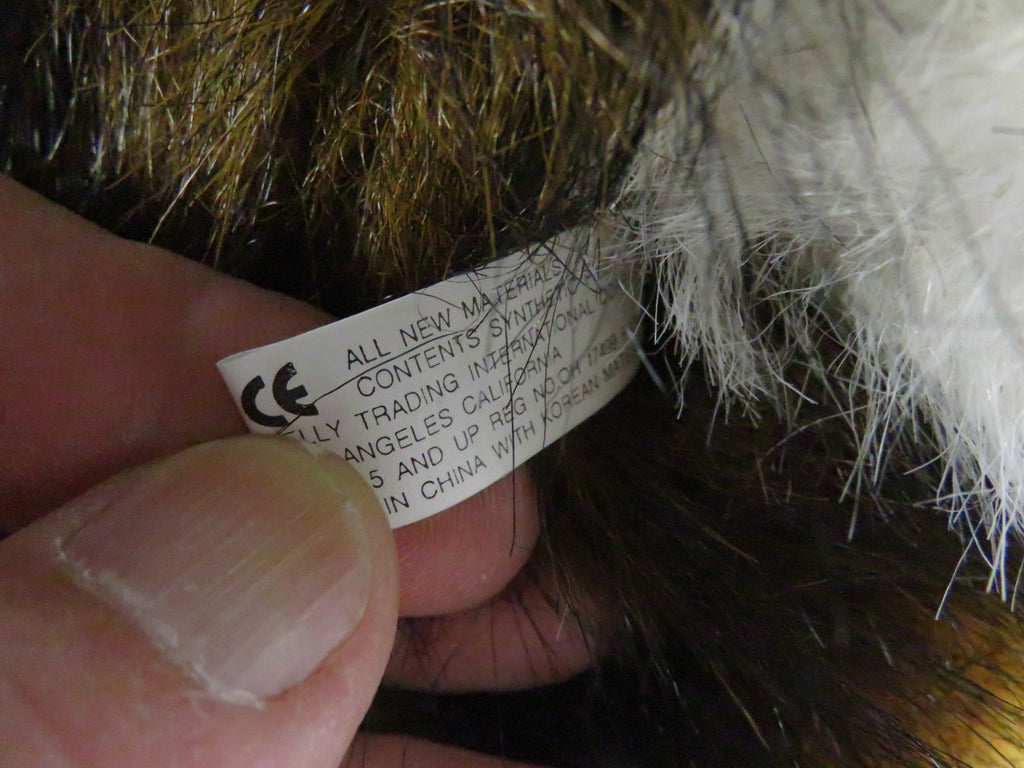 CE
ALL NEW MATERIALS
CONTENTS SYNTHETIC
LLY TRADING INTERNATIONAL
ANGELES CALIFORNIA
5 AND UP REG NO.OH
IN CHINA WITH KOREAN